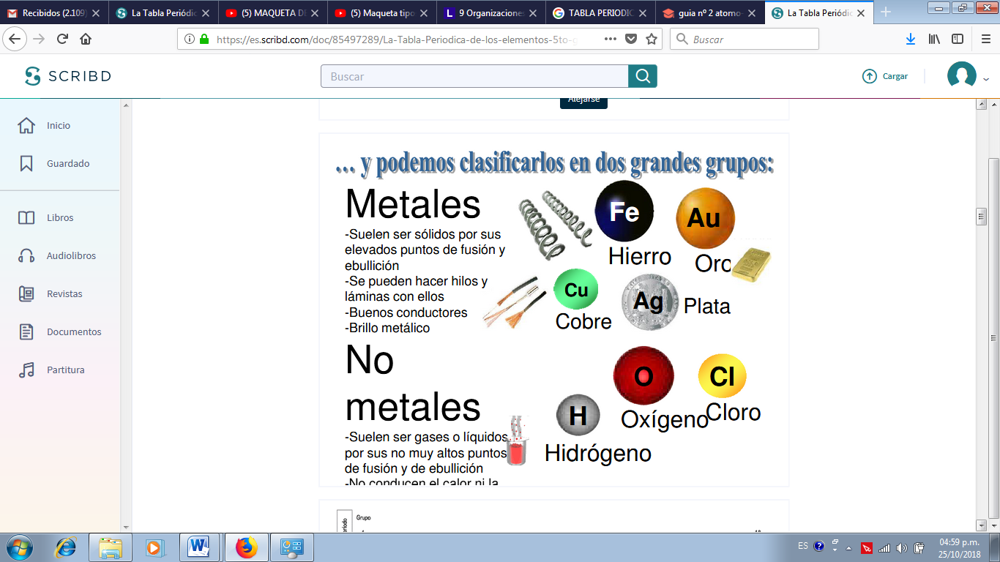 Recibidos (2.109)
La Tabla Periódic
(5) MAQUETA DE
(5) Maqueta tipo
9 Organizacione
TABLA PERIODIC
guia nº 2 atomo-
La Tabla Periódic
https://es.scribd.com/doc/85497289/La-Tabla-Periodica-de-los-elementos-5to-g
Buscar
SCRIBD
Buscar
Cargar
Alejarse
Inicio
Guardado
Libros
Audiolibros
Revistas
Documentos
Partitura
... y podemos clasificarlos en dos grandes grupos:
Metales
-Suelen ser sólidos por sus
elevados puntos de fusión y
ebullición
-Se pueden hacer hilos y
láminas con ellos
-Buenos conductores
-Brillo metálico
Fe
Hierro
Au
Oro
Cu
Cobre
Ag
Plata
No
metales
-Suelen ser gases o líquidos
por sus no muy altos puntos
de fusión y de ebullición
-No conducen el calor ni la
O
Oxígeno
Cl
Cloro
H
Hidrógeno
Grupo
ES
04:59 p.m.
25/10/2018